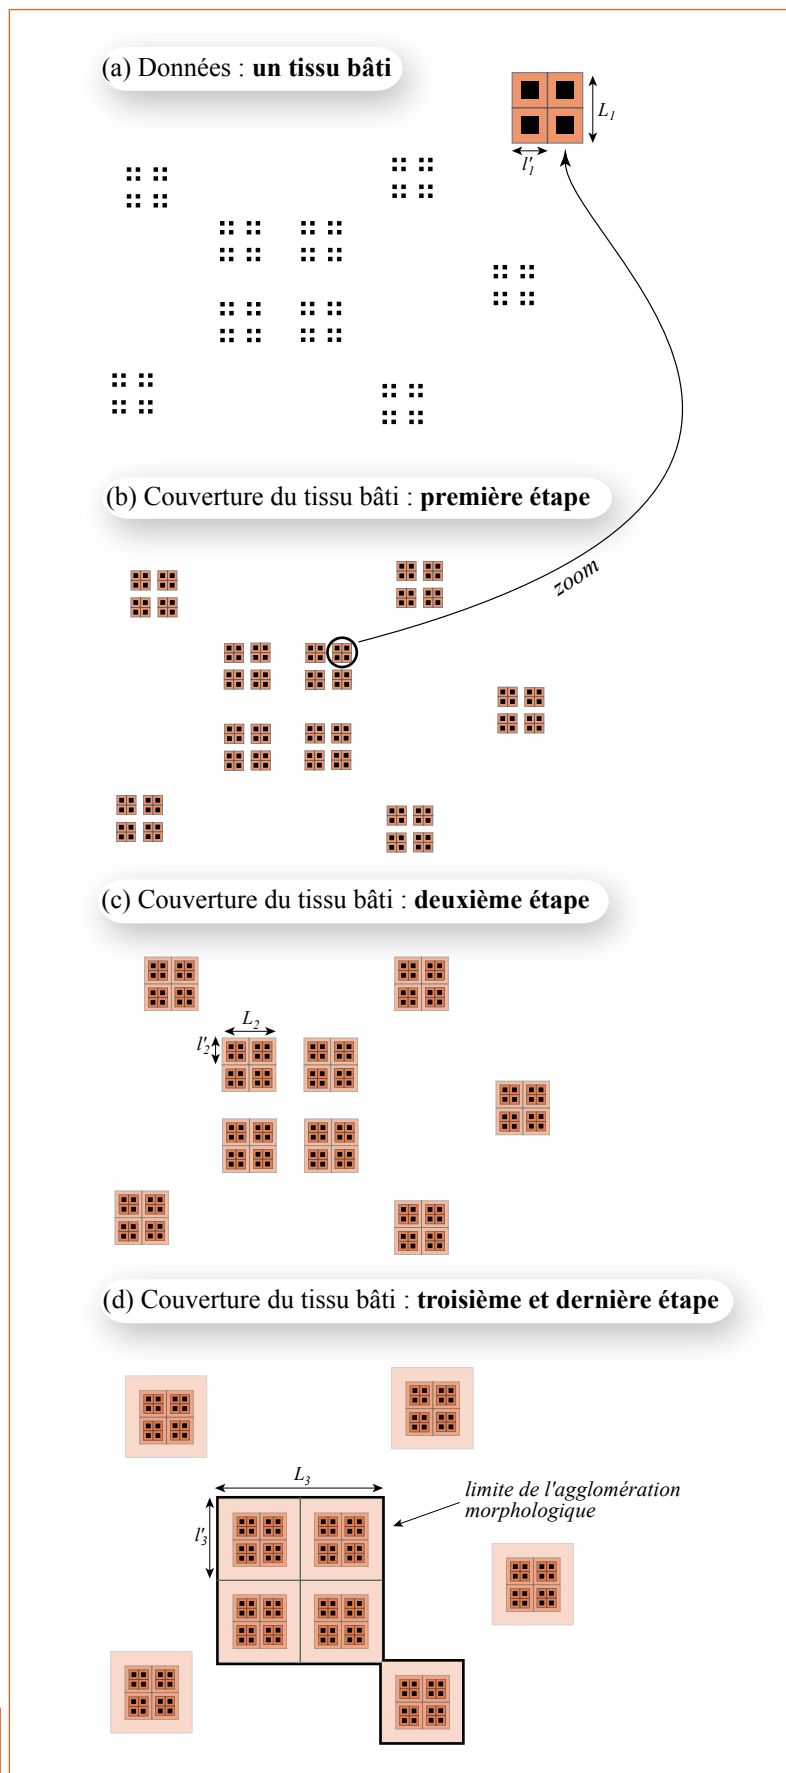 (a) Données : un tissu bâti
L1
l'1
(b) Couverture du tissu bâti : première étape
zoom
(c) Couverture du tissu bâti : deuxième étape
L2
l'2
(d) Couverture du tissu bâti : troisième et dernière étape
L3
l'3
limite de l'agglomération
morphologique